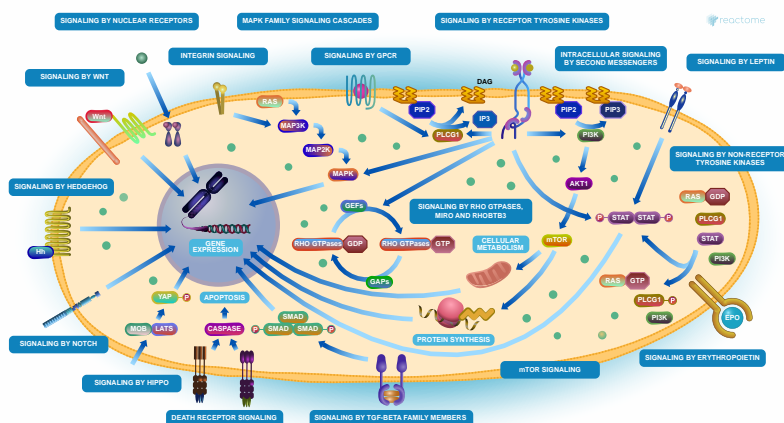 SIGNALING BY NUCLEAR RECEPTORS
MAPK FAMILY SIGNALING CASCADES
SIGNALING BY RECEPTOR TYROSINE KINASES
reactome
INTEGRIN SIGNALING
SIGNALING BY GPCR
INTRACELLULAR SIGNALING
BY SECOND MESSENGERS
SIGNALING BY LEPTIN
SIGNALING BY WNT
DAG
RAS
PIP2
IP3
PIP2
PIP3
Wnt
MAP3K
PLCG1
PI3K
MAP2K
SIGNALING BY NON-RECEPTOR
TYROSINE KINASES
MAPK
AKT1
SIGNALING BY HEDGEHOG
RAS
GDP
GEFs
SIGNALING BY RHO GTPASES,
MIRO AND RHOBTB3
P
STAT
STAT
P
PLCG1
Hh
GENE
EXPRESSION
RHO GTPases
GDP
RHO GTPases
GTP
CELLULAR
METABOLISM
mTOR
STAT
PI3K
GAPs
RAS
GTP
YAP
P
APOPTOSIS
PLCG1
P
MOB
LATS
CASPASE
SMAD
P
SMAD
SMAD
P
PI3K
EPO
SIGNALING BY NOTCH
PROTEIN SYNTHESIS
SIGNALING BY ERYTHROPOIETIN
SIGNALING BY HIPPO
mTOR SIGNALING
DEATH RECEPTOR SIGNALING
SIGNALING BY TGF-BETA FAMILY MEMBERS